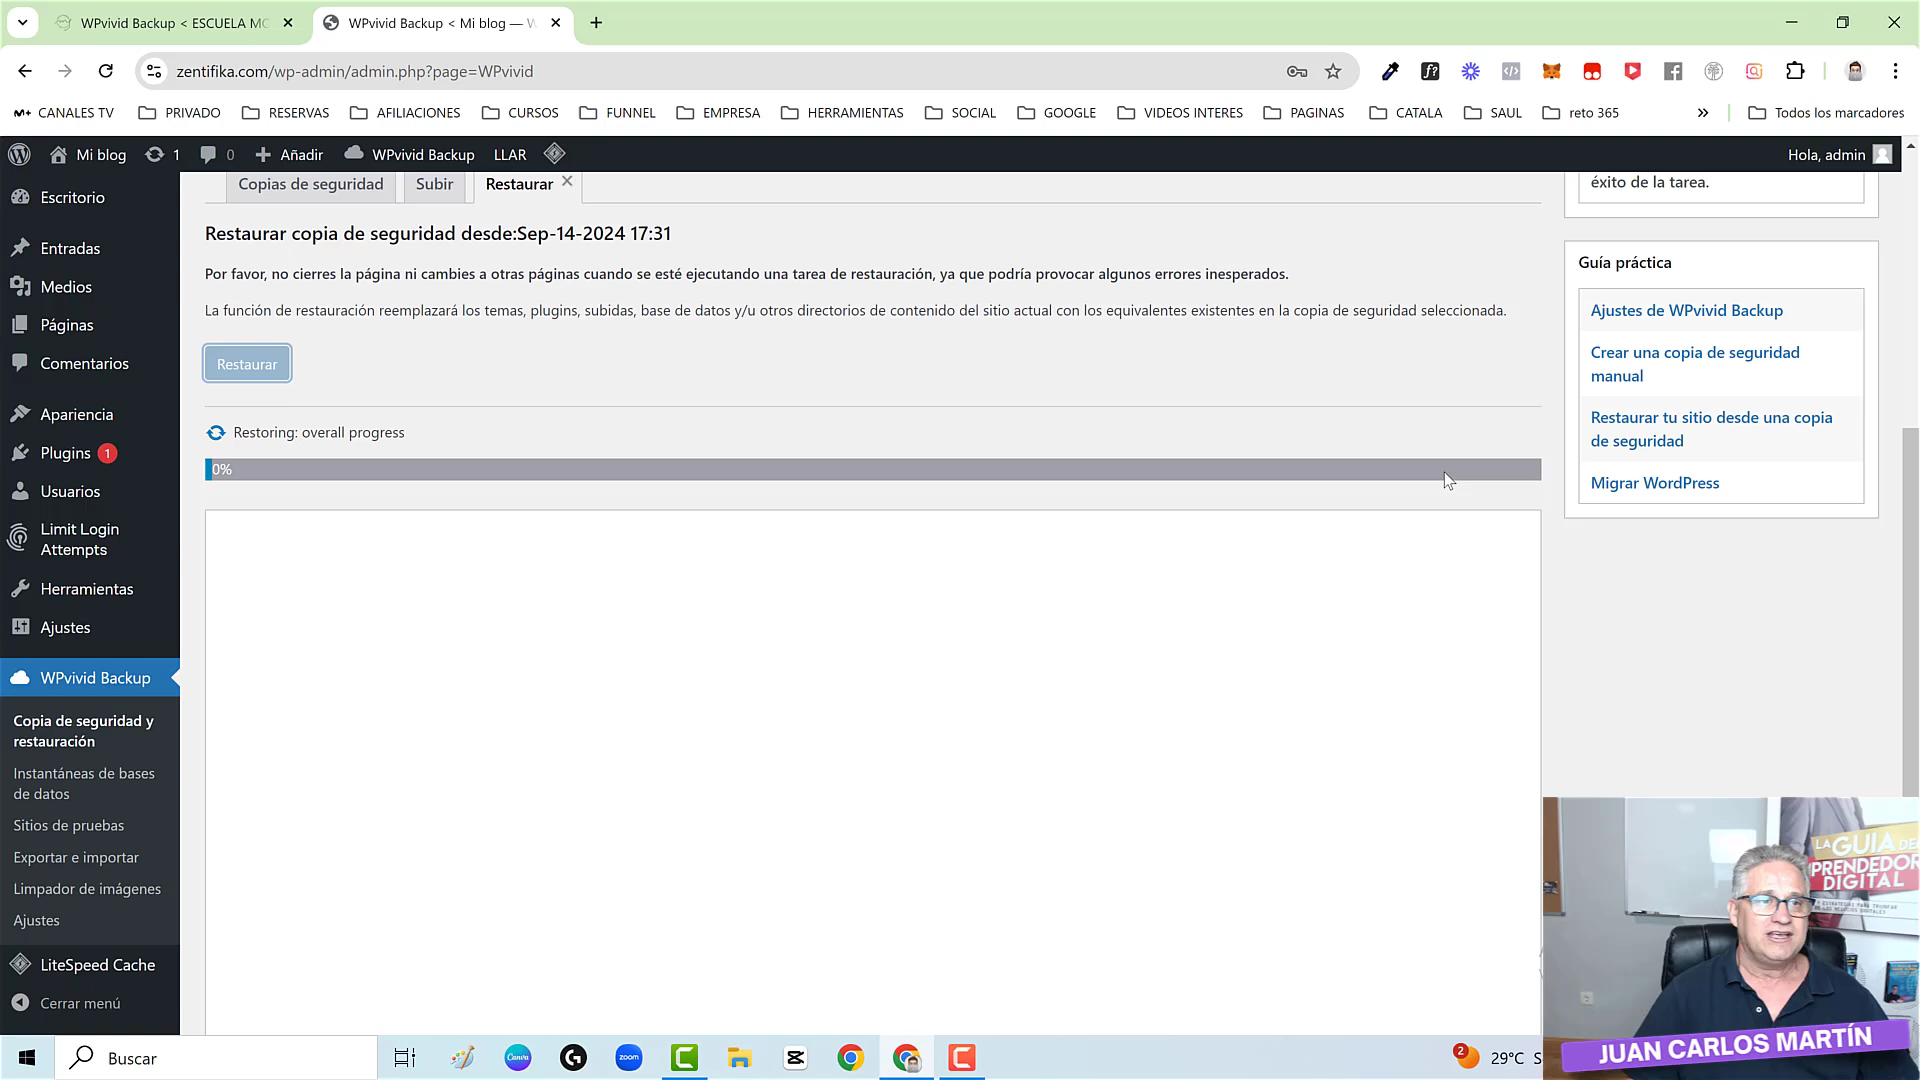 WPvivid Backup < ESCUELA MC
WPvivid Backup < Mi blog — W
zentifika.com/wp-admin/admin.php?page=WPvivid
CANALES TV
PRIVADO
RESERVAS
AFILIACIONES
CURSOS
FUNNEL
EMPRESA
HERRAMIENTAS
SOCIAL
GOOGLE
VIDEOS INTERES
PAGINAS
CATALA
SAUL
reto 365
»
Todos los marcadores
Mi blog
1
0
Añadir
WPvivid Backup
LLAR
Hola, admin
Escritorio
Entradas
Medios
Páginas
Comentarios
Apariencia
Plugins 1
Usuarios
Limit Login
Attempts
Herramientas
Ajustes
WPvivid Backup
Copia de seguridad y
restauración
Instantáneas de bases
de datos
Sitios de pruebas
Exportar e importar
Limpador de imágenes
Ajustes
LiteSpeed Cache
Cerrar menú
Copias de seguridad
Subir
Restaurar
Restaurar copia de seguridad desde:Sep-14-2024 17:31
Por favor, no cierres la página ni cambies a otras páginas cuando se esté ejecutando una tarea de restauración, ya que podría provocar algunos errores inesperados.
La función de restauración reemplazará los temas, plugins, subidas, base de datos y/u otros directorios de contenido del sitio actual con los equivalentes existentes en la copia de seguridad seleccionada.
Restaurar
Restoring: overall progress
0%
éxito de la tarea.
Guía práctica
Ajustes de WPvivid Backup
Crear una copia de seguridad
manual
Restaurar tu sitio desde una copia
de seguridad
Migrar WordPress
LA GUIA DE
PRENDEDOR
DIGITAL
JUAN CARLOS MARTÍN
Buscar
Canva
zoom
2
29°C S